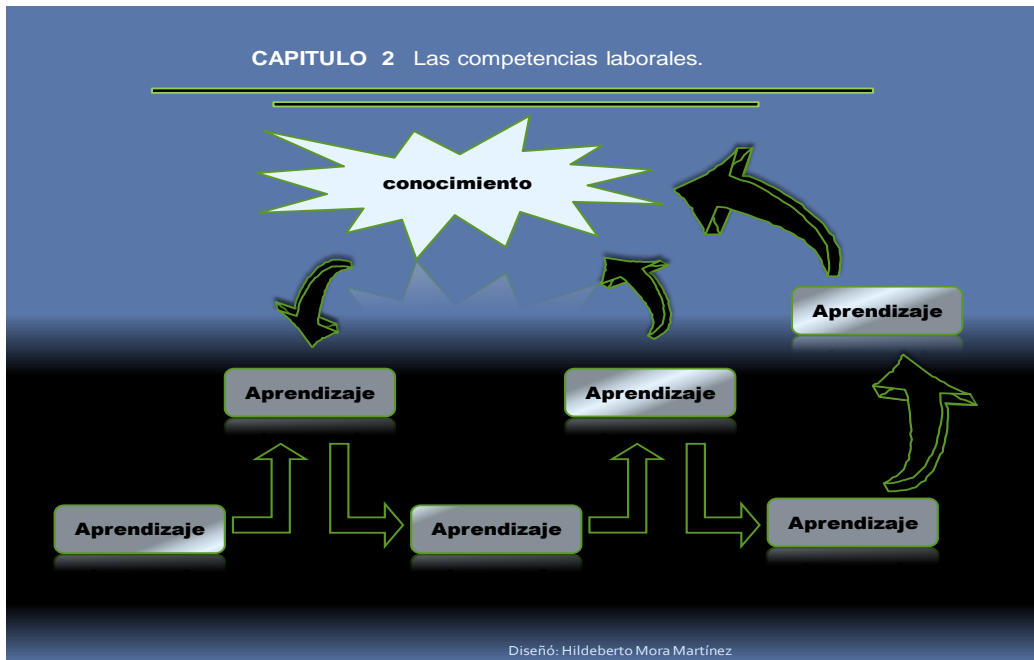 CAPITULO 2 Las competencias laborales.
conocimiento
Aprendizaje
Aprendizaje
Aprendizaje
Aprendizaje
Aprendizaje
Aprendizaje
Diseñó: Hildeberto Mora Martínez